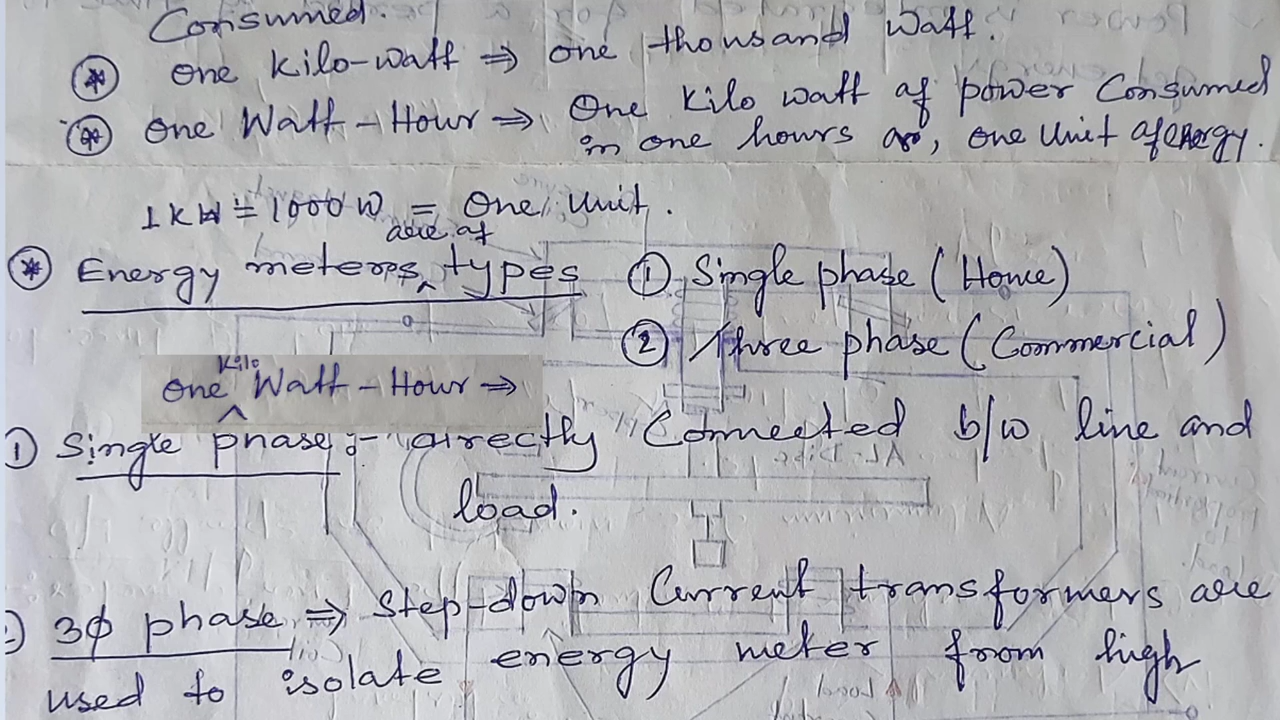 Consumed.
One Kilo-watt ⇒ one thousand Watt.
One Watt-Hour ⇒ One Kilo watt of power Consumed
in one hours or, one Unit of energy.
1 KW = 1000 W = One Unit.
are of
Energy meters ^ types ① Single phase (Home)
② Three phase (Commercial)
Kilo
One ^ Watt-Hour ⇒
① Single phase :- directly Connected b/w line and
load.
3φ phase ⇒ Step-down Current transformers are
used to isolate energy meter from high